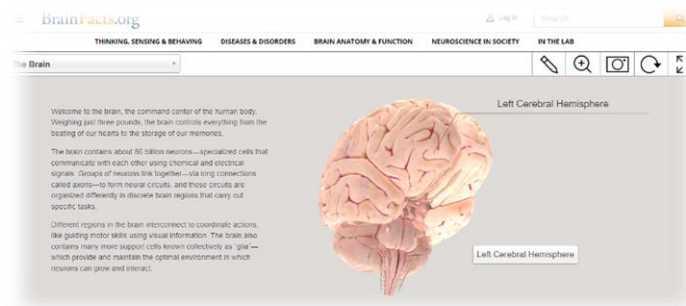 BrainFacts.org
Log in
Search
THINKING, SENSING & BEHAVING
DISEASES & DISORDERS
BRAIN ANATOMY & FUNCTION
NEUROSCIENCE IN SOCIETY
IN THE LAB
The Brain
Left Cerebral Hemisphere
Welcome to the brain, the command center of the human body.
Weighing just three pounds, the brain controls everything from the
beating of our hearts to the storage of our memories.
The brain contains about 86 billion neurons—specialized cells that
communicate with each other using chemical and electrical
signals. Groups of neurons link together—via long connections
called axons—to form neural circuits, and these circuits are
organized differently in discrete brain regions that carry out
specific tasks.
Different regions in the brain interconnect to coordinate actions,
like guiding motor skills using visual information. The brain also
contains many more support cells known collectively as "glia"—
which provide and maintain the optimal environment in which
neurons can grow and interact.
Left Cerebral Hemisphere